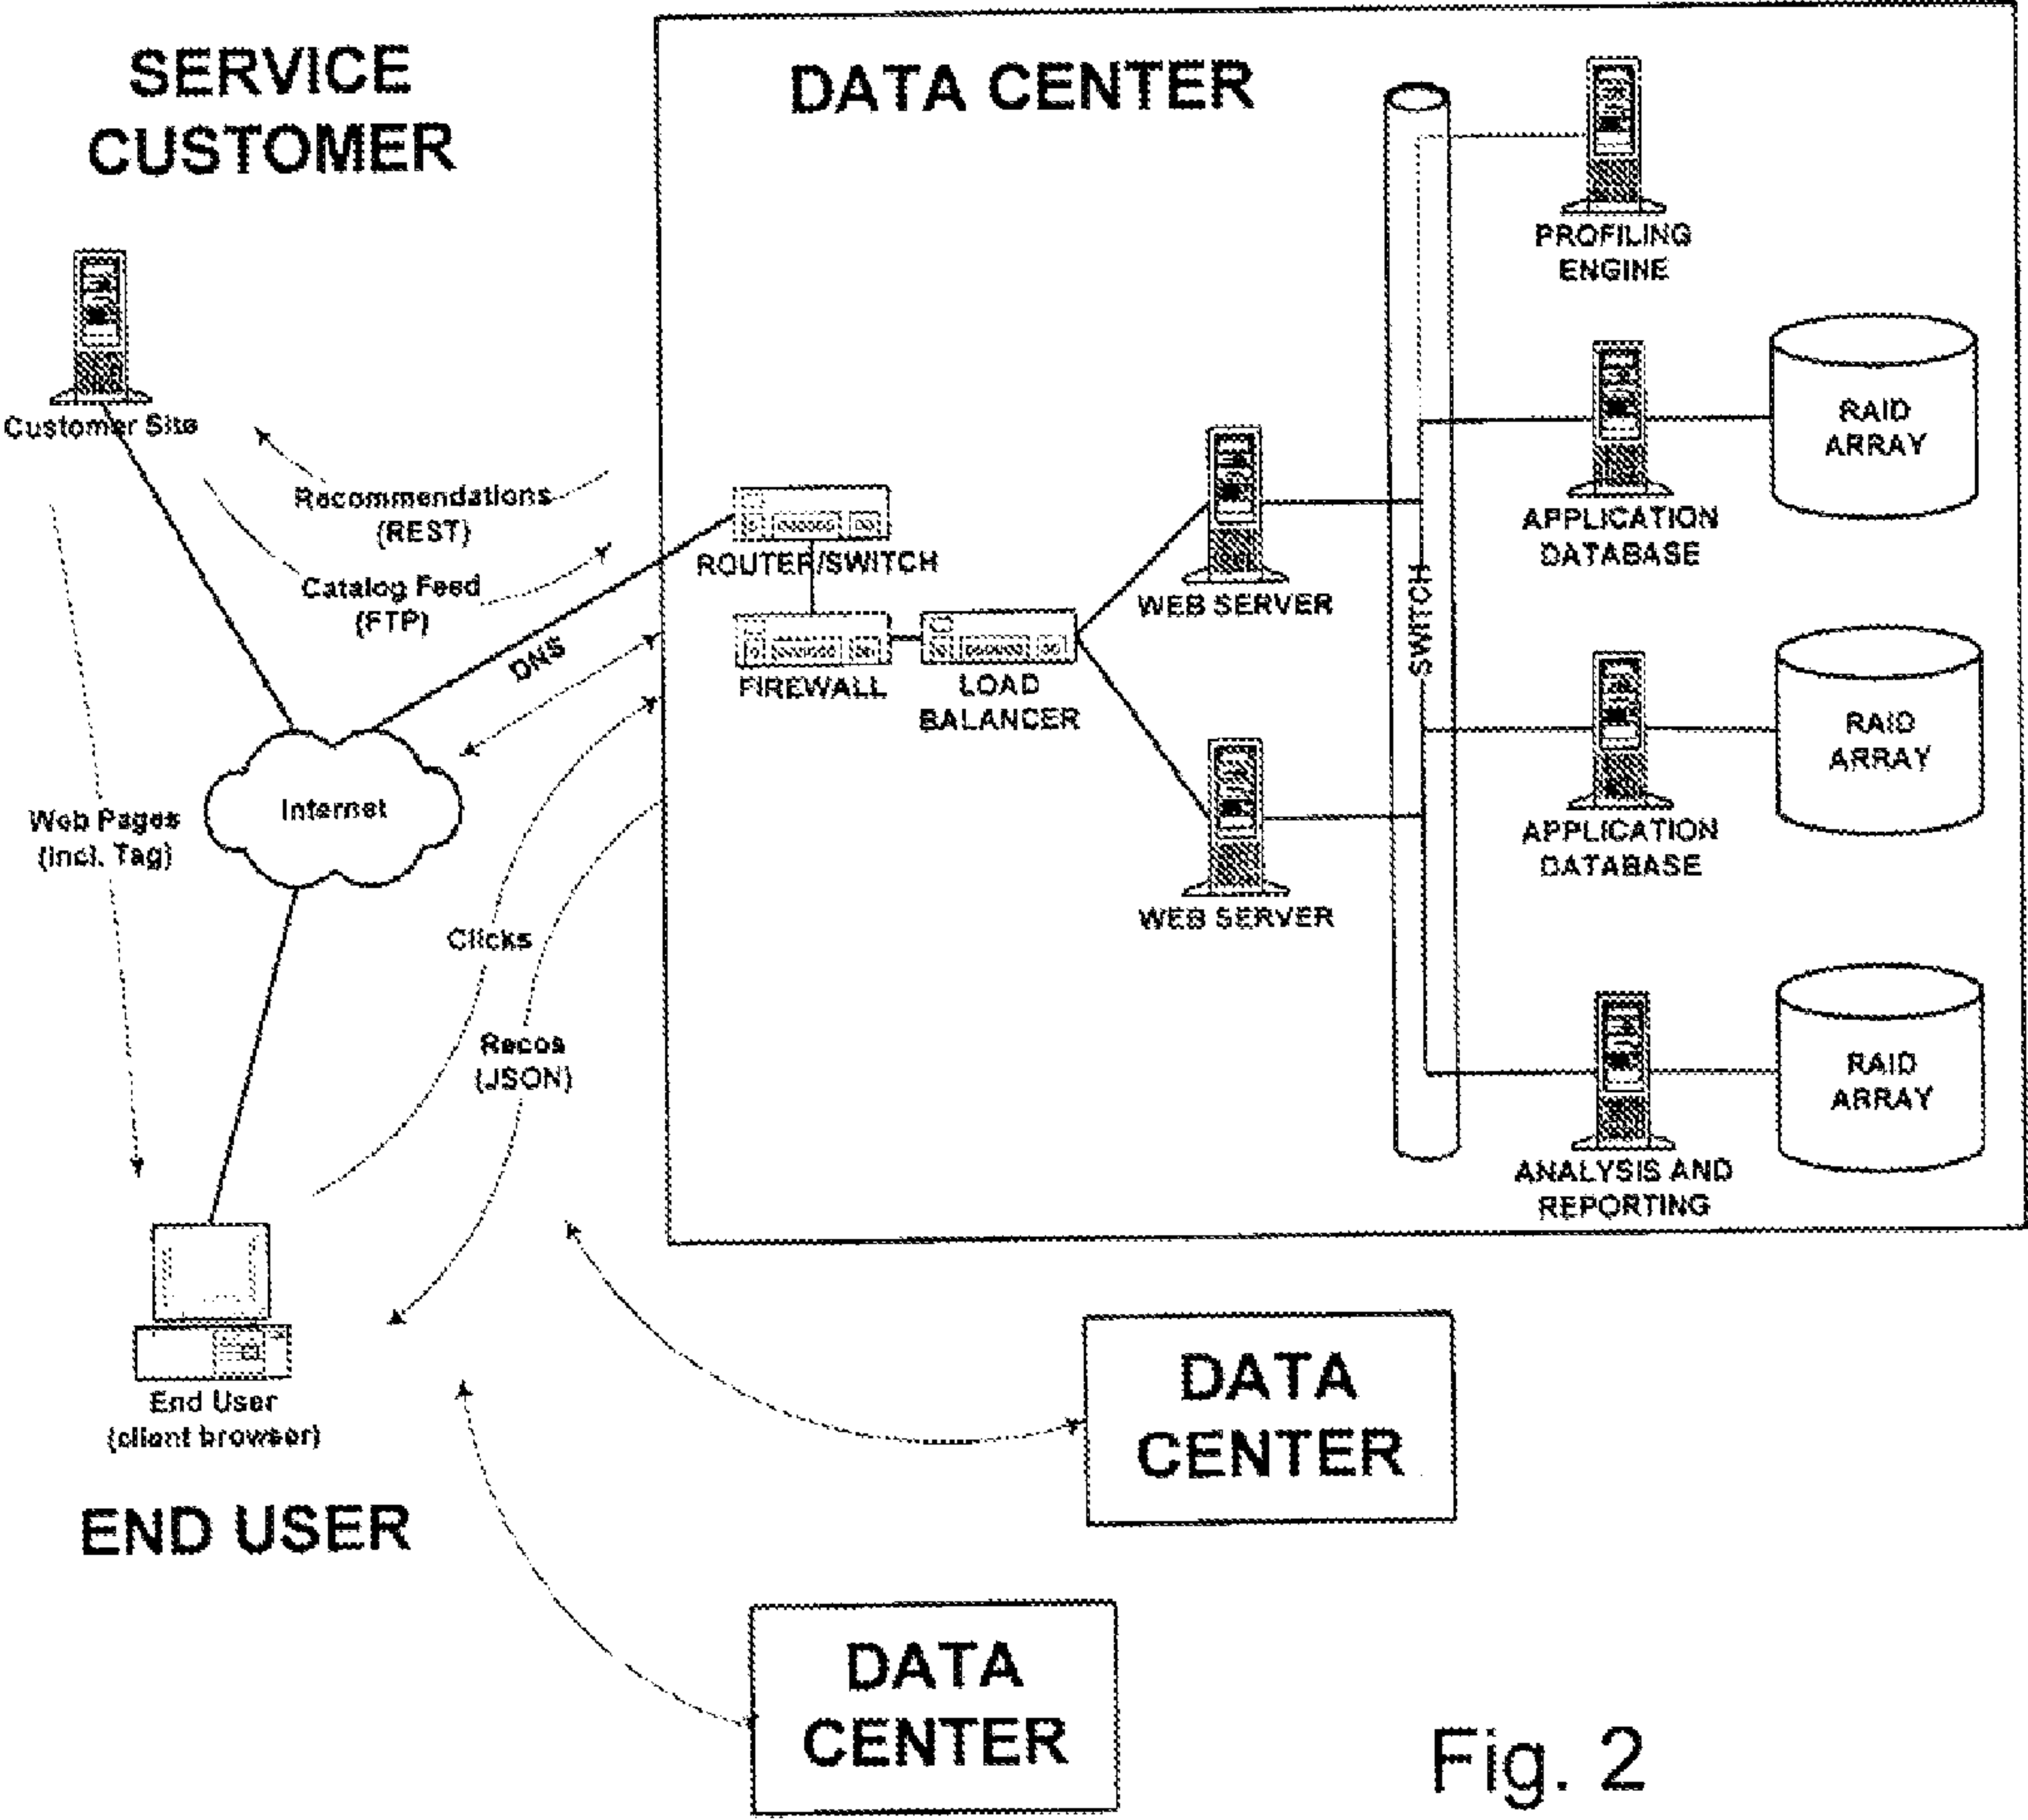 SERVICE
CUSTOMER
DATA CENTER
PROFILING
ENGINE
Customer Site
RAID
ARRAY
Recommendations
(REST)
APPLICATION
DATABASE
ROUTER/SWITCH
Catalog Feed
(FTP)
WEB SERVER
SWITCH
DNS
FIREWALL
LOAD
BALANCER
RAID
ARRAY
Internet
Web Pages
(incl. Tag)
APPLICATION
DATABASE
WEB SERVER
Clicks
Recos
(JSON)
RAID
ARRAY
ANALYSIS AND
REPORTING
End User
(client browser)
DATA
CENTER
END USER
DATA
CENTER
Fig. 2